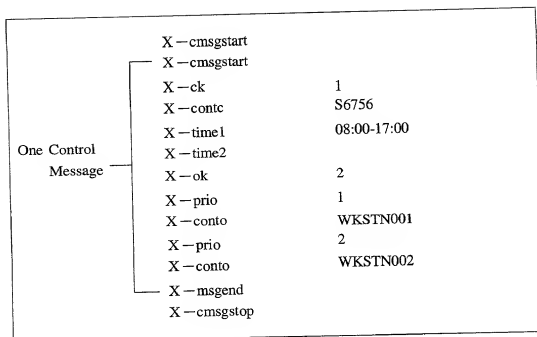 X—cmsgstart
X—cmsgstart
X—ck 1
X—contc S6756
X—time1 08:00-17:00
One Control
X—time2
Message
X—ok 2
X—prio 1
X—conto WKSTN001
X—prio 2
X—conto WKSTN002
X—msgend
X—cmsgstop